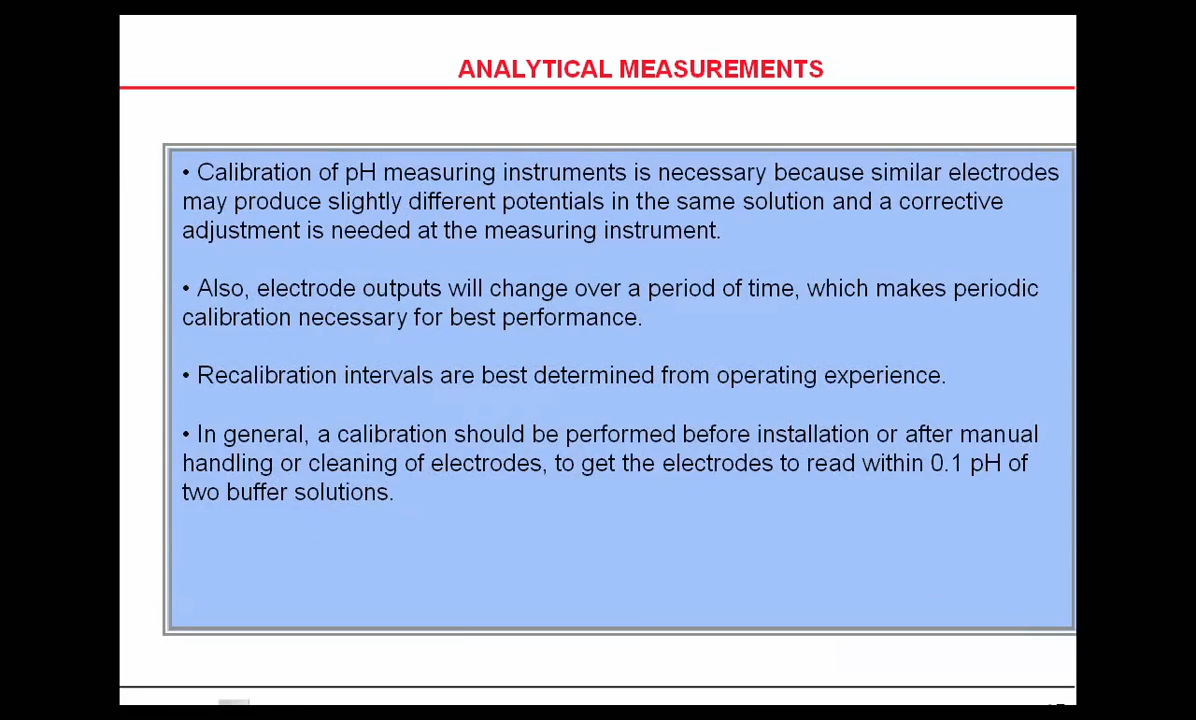 ANALYTICAL MEASUREMENTS
• Calibration of pH measuring instruments is necessary because similar electrodes
may produce slightly different potentials in the same solution and a corrective
adjustment is needed at the measuring instrument.
• Also, electrode outputs will change over a period of time, which makes periodic
calibration necessary for best performance.
• Recalibration intervals are best determined from operating experience.
• In general, a calibration should be performed before installation or after manual
handling or cleaning of electrodes, to get the electrodes to read within 0.1 pH of
two buffer solutions.